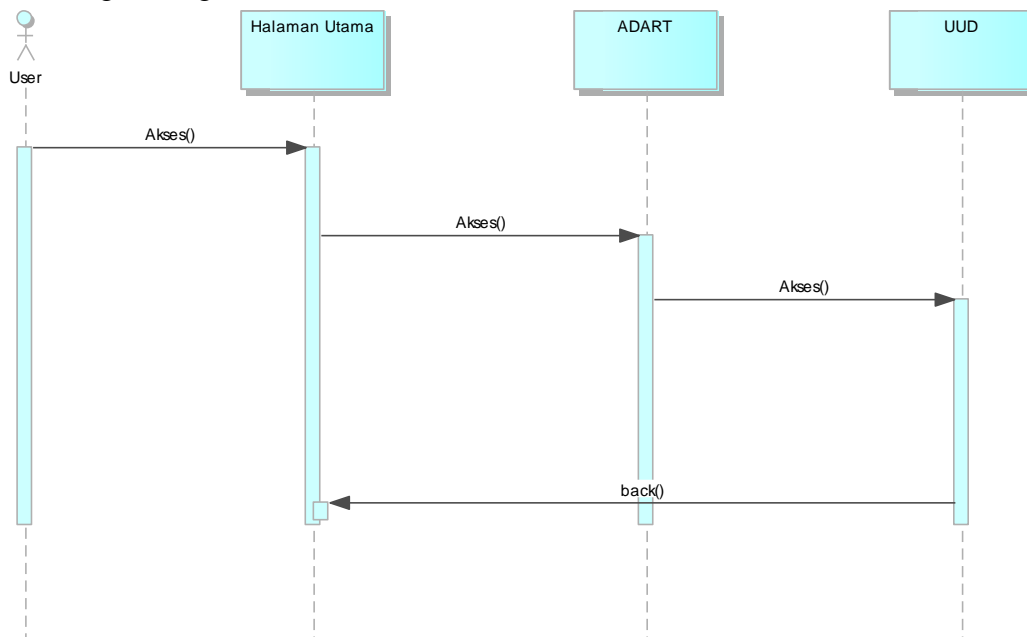 User
Halaman Utama
ADART
UUD
Akses()
Akses()
Akses()
back()